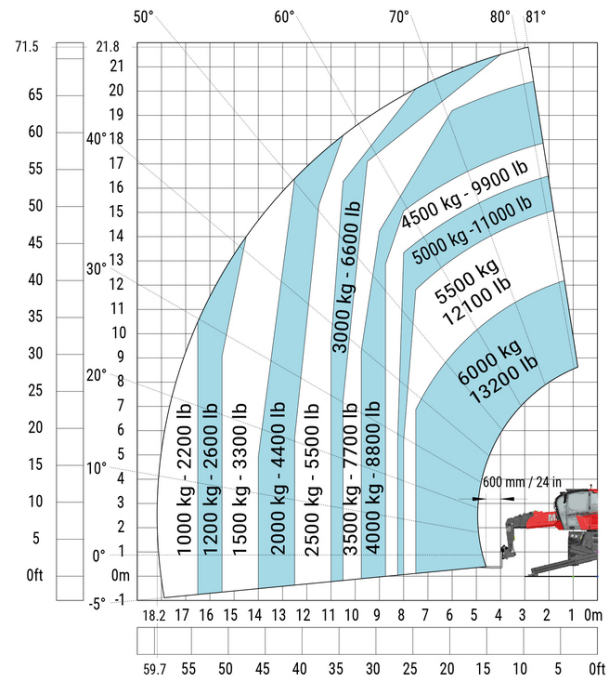 50° 60° 70° 80° 81°
71.5 21.8
21
65 20
19
60 40° 18
55 17
16
50 15
45 14
13
40 30° 12
11
35 10
30 9
20° 8
25 7
20 6
5
15 10° 4
10 3
2
5 0° 1
0ft 0m
-5° -1
4500 kg - 9900 lb
5000 kg -11000 lb
5500 kg
12100 lb
6000 kg
13200 lb
3000 kg - 6600 lb
1000 kg - 2200 lb
1200 kg - 2600 lb
1500 kg - 3300 lb
2000 kg - 4400 lb
2500 kg - 5500 lb
3500 kg - 7700 lb
4000 kg - 8800 lb
600 mm / 24 in
18.2 17 16 15 14 13 12 11 10 9 8 7 6 5 4 3 2 1 0m
59.7 55 50 45 40 35 30 25 20 15 10 5 0ft